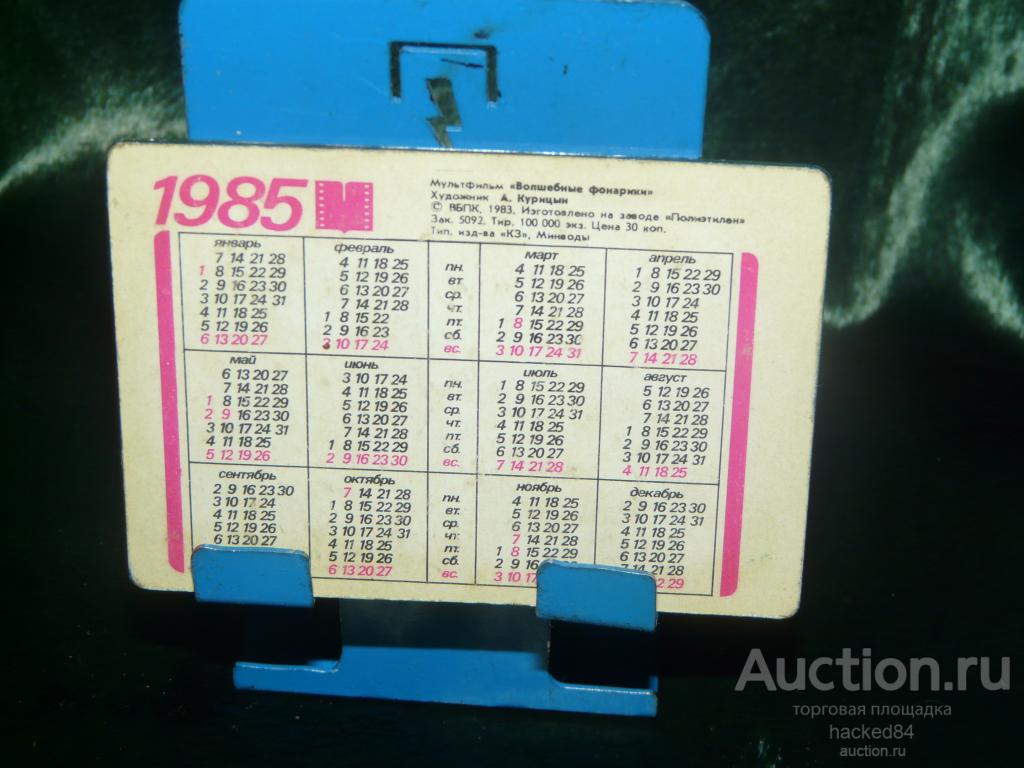 1985
Мультфильм «Волшебные фонарики»
Художник А. Курицын
© ВБПК, 1983. Изготовлено на заводе «Полиэтилен»
Зак. 5092. Тир. 100 000 экз. Цена 30 коп.
Тип. изд-ва «КЗ», Минводы
январь
7 14 21 28
1 8 15 22 29
2 9 16 23 30
3 10 17 24 31
4 11 18 25
5 12 19 26
6 13 20 27
февраль
4 11 18 25
5 12 19 26
6 13 20 27
7 14 21 28
1 8 15 22
2 9 16 23
3 10 17 24
пн.
вт.
ср.
чт.
пт.
сб.
вс.
март
4 11 18 25
5 12 19 26
6 13 20 27
7 14 21 28
1 8 15 22 29
2 9 16 23 30
3 10 17 24 31
апрель
1 8 15 22 29
2 9 16 23 30
3 10 17 24
4 11 18 25
5 12 19 26
6 13 20 27
7 14 21 28
май
6 13 20 27
7 14 21 28
1 8 15 22 29
2 9 16 23 30
3 10 17 24 31
4 11 18 25
5 12 19 26
июнь
3 10 17 24
4 11 18 25
5 12 19 26
6 13 20 27
7 14 21 28
1 8 15 22 29
2 9 16 23 30
пн.
вт.
ср.
чт.
пт.
сб.
вс.
июль
1 8 15 22 29
2 9 16 23 30
3 10 17 24 31
4 11 18 25
5 12 19 26
6 13 20 27
7 14 21 28
август
5 12 19 26
6 13 20 27
7 14 21 28
1 8 15 22 29
2 9 16 23 30
3 10 17 24 31
4 11 18 25
сентябрь
2 9 16 23 30
3 10 17 24
4 11 18 25
5 12 19 26
6 13 20 27
октябрь
7 14 21 28
1 8 15 22 29
2 9 16 23 30
3 10 17 24 31
4 11 18 25
5 12 19 26
6 13 20 27
пн.
вт.
ср.
чт.
пт.
сб.
вс.
ноябрь
4 11 18 25
5 12 19 26
6 13 20 27
7 14 21 28
1 8 15 22 29
2 9 16 23 30
3 10 17
декабрь
2 9 16 23 30
3 10 17 24 31
4 11 18 25
5 12 19 26
6 13 20 27
7 14 21 28
29
Auction.ru
торговая площадка
hacked84
auction.ru